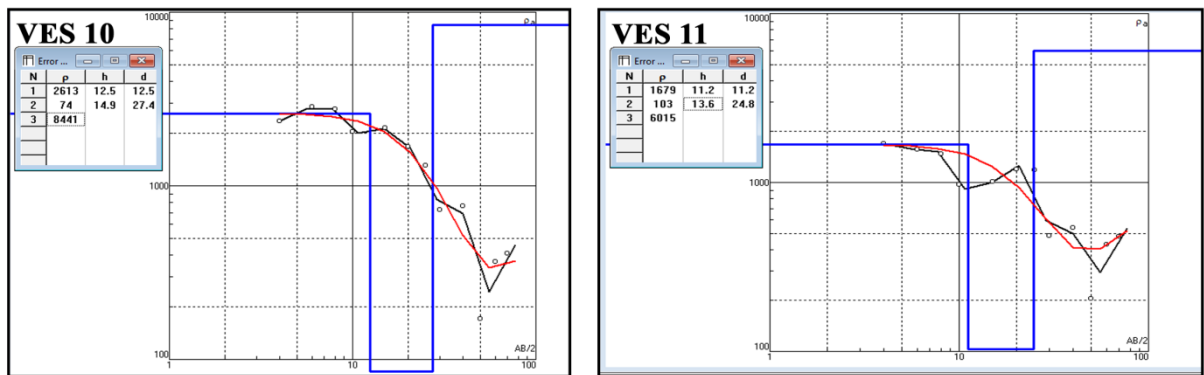 VES 10
Error ...
N ρ h d
1 2613 12.5 12.5
2 74 14.9 27.4
3 8441
10000
ρa
1000
100
1
10
100
AB/2
VES 11
Error ...
N ρ h d
1 1679 11.2 11.2
2 103 13.6 24.8
3 6015
10000
ρa
1000
100
1
10
100
AB/2